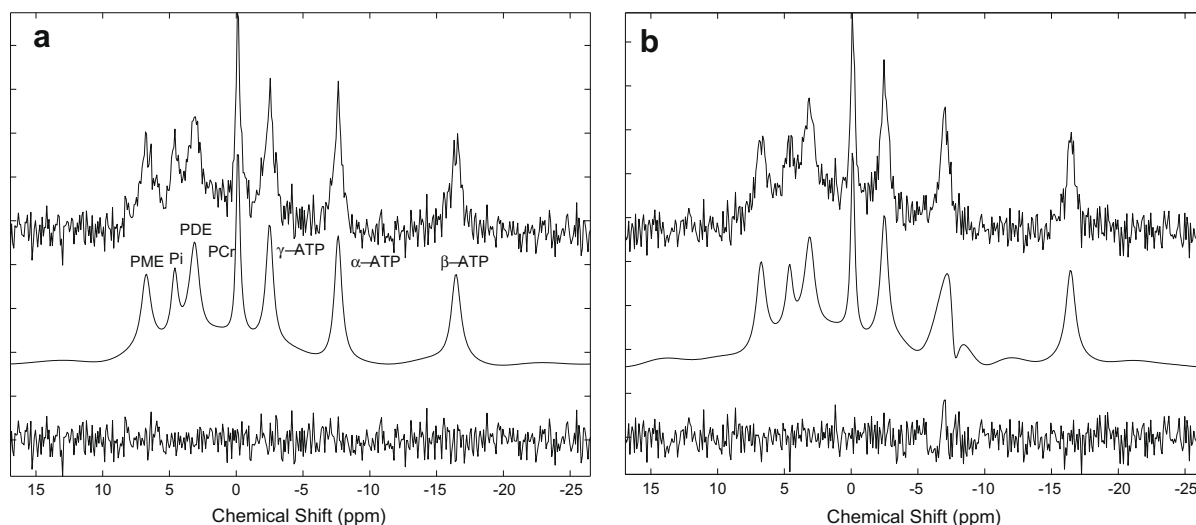 a
PDE
PME Pi PCr γ–ATP α–ATP β–ATP
15 10 5 0 -5 -10 -15 -20 -25
Chemical Shift (ppm)
b
15 10 5 0 -5 -10 -15 -20 -25
Chemical Shift (ppm)